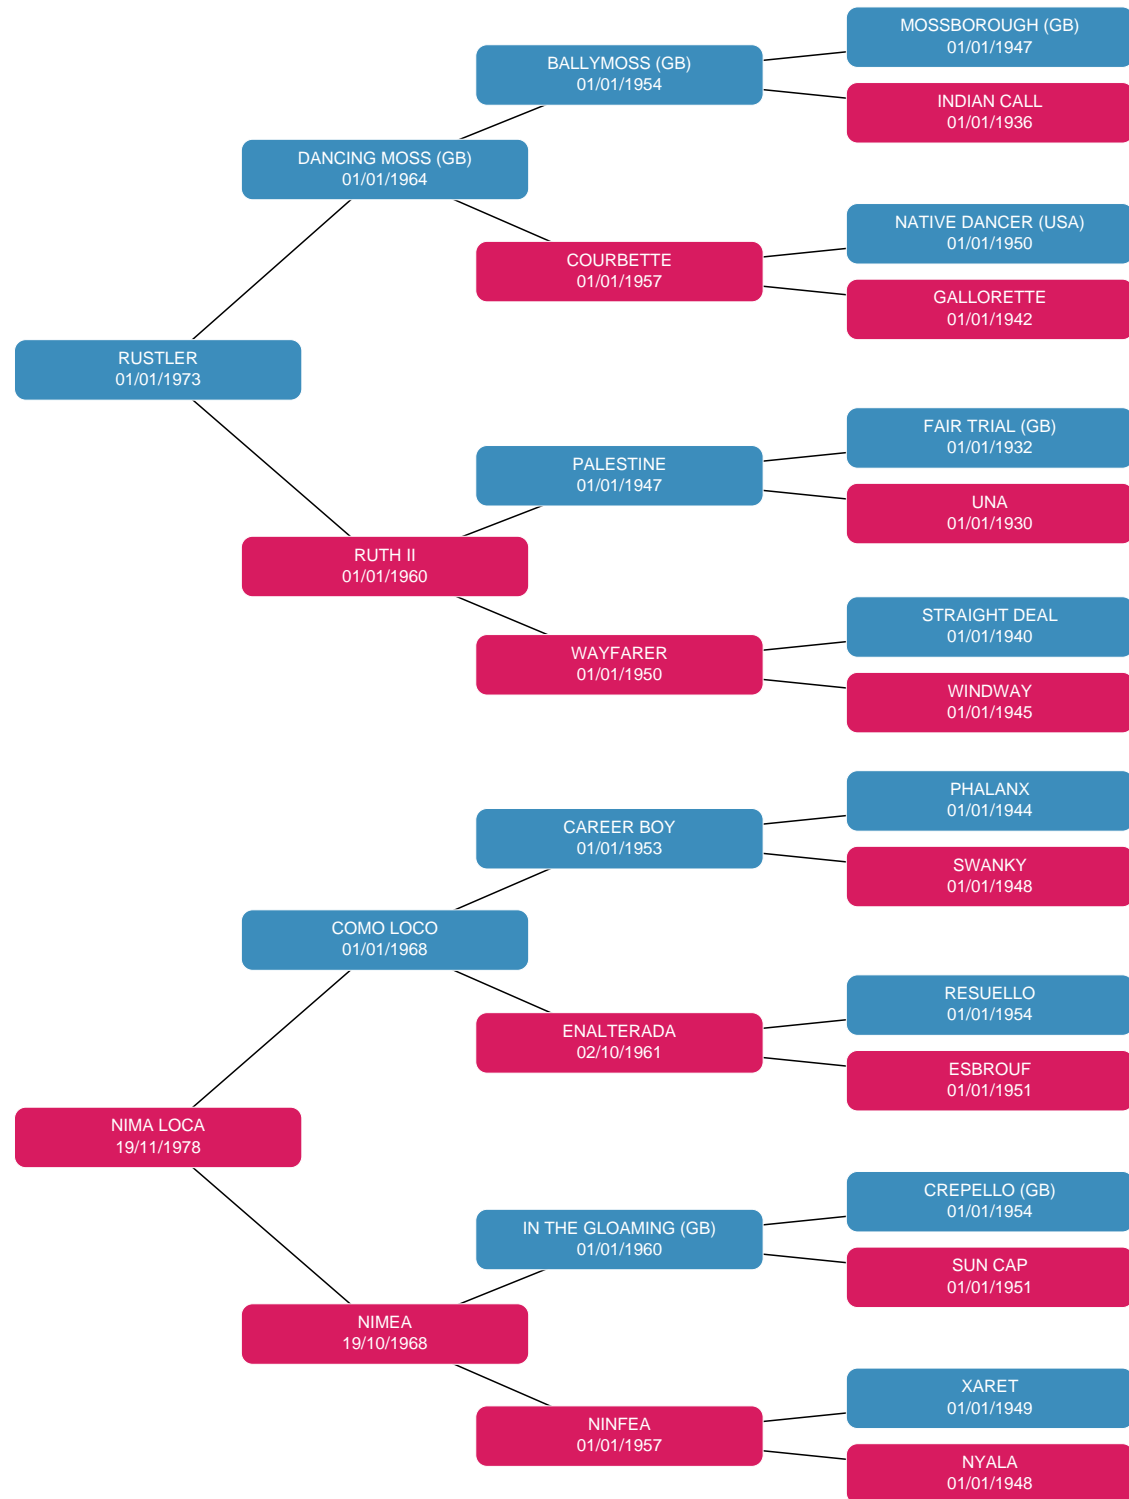 MOSSBOROUGH (GB)
01/01/1947
BALLYMOSS (GB)
01/01/1954
INDIAN CALL
01/01/1936
DANCING MOSS (GB)
01/01/1964
NATIVE DANCER (USA)
01/01/1950
COURBETTE
01/01/1957
GALLORETTE
01/01/1942
RUSTLER
01/01/1973
FAIR TRIAL (GB)
01/01/1932
PALESTINE
01/01/1947
UNA
01/01/1930
RUTH II
01/01/1960
STRAIGHT DEAL
01/01/1940
WAYFARER
01/01/1950
WINDWAY
01/01/1945
PHALANX
01/01/1944
CAREER BOY
01/01/1953
SWANKY
01/01/1948
COMO LOCO
01/01/1968
RESUELLO
01/01/1954
ENALTERADA
02/10/1961
ESBROUF
01/01/1951
NIMA LOCA
19/11/1978
CREPELLO (GB)
01/01/1954
IN THE GLOAMING (GB)
01/01/1960
SUN CAP
01/01/1951
NIMEA
19/10/1968
XARET
01/01/1949
NINFEA
01/01/1957
NYALA
01/01/1948